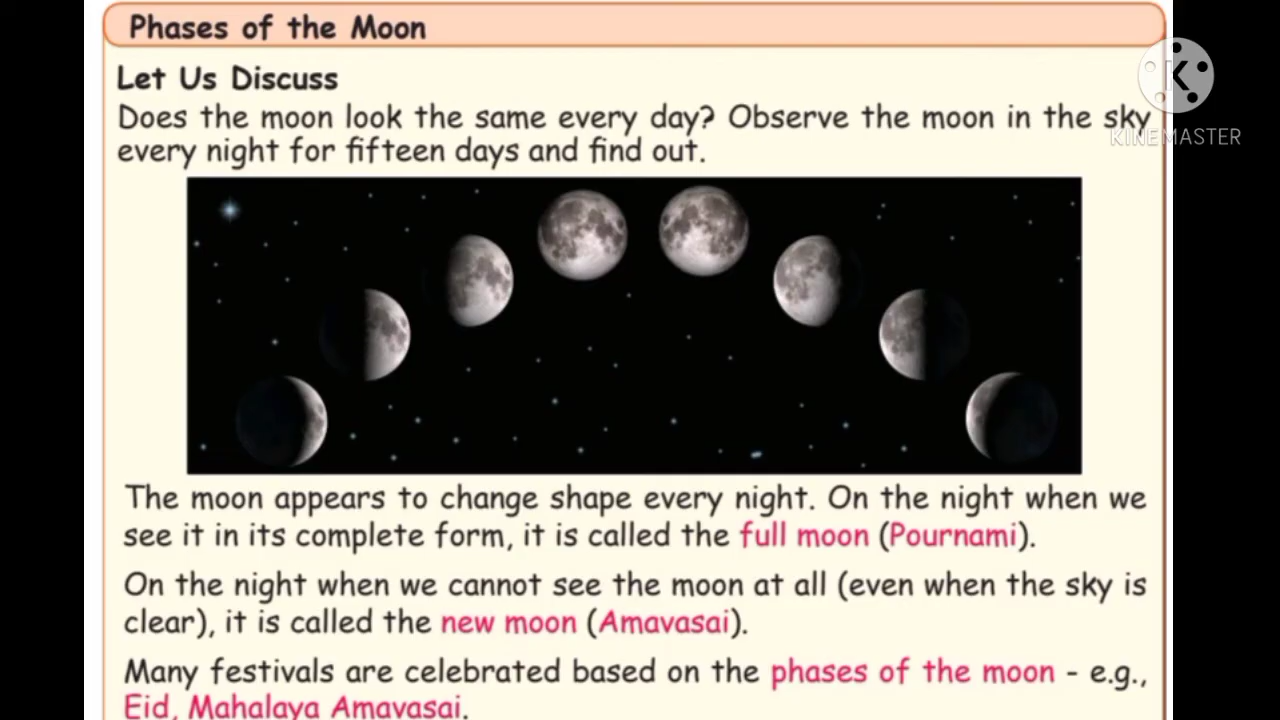 Phases of the Moon
Let Us Discuss
Does the moon look the same every day? Observe the moon in the sky
every night for fifteen days and find out.
K
KINEMASTER
The moon appears to change shape every night. On the night when we
see it in its complete form, it is called the full moon (Pournami).
On the night when we cannot see the moon at all (even when the sky is
clear), it is called the new moon (Amavasai).
Many festivals are celebrated based on the phases of the moon - e.g.,
Eid, Mahalaya Amavasai.